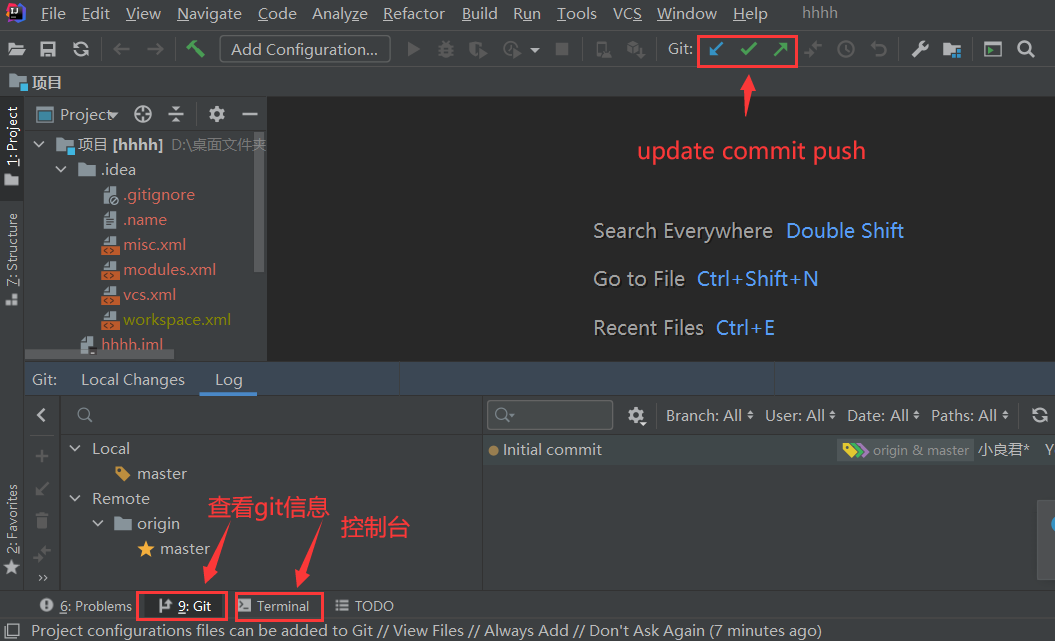 File Edit View Navigate Code Analyze Refactor Build Run Tools VCS Window Help hhhh
Add Configuration... Git:
项目
Project
1: Project
项目 [hhhh] D:\桌面文件夹
.idea
.gitignore
.name
misc.xml
modules.xml
vcs.xml
workspace.xml
hhhh.iml
7: Structure
update commit push
Search Everywhere Double Shift
Go to File Ctrl+Shift+N
Recent Files Ctrl+E
Git: Local Changes Log
Branch: All User: All Date: All Paths: All
Local
master
Remote
origin
master
Initial commit origin & master 小良君* Y
查看git信息
控制台
2: Favorites
6: Problems 9: Git Terminal TODO
Project configurations files can be added to Git // View Files // Always Add // Don't Ask Again (7 minutes ago)